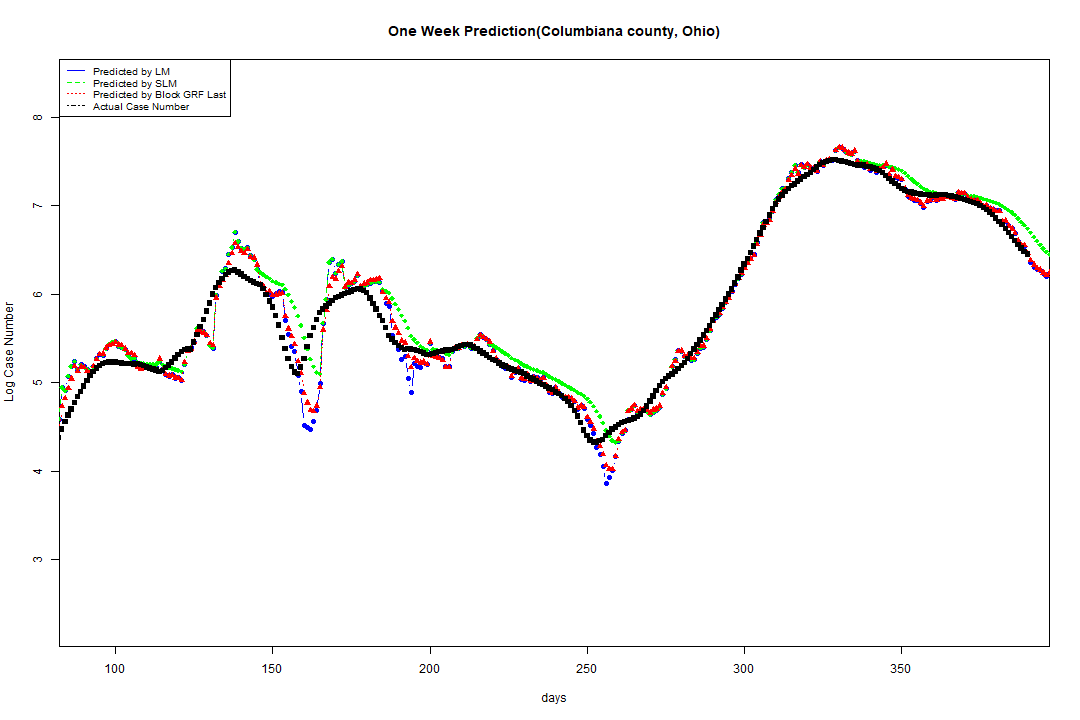 One Week Prediction(Columbiana county, Ohio)
Predicted by LM
Predicted by SLM
Predicted by Block GRF Last
Actual Case Number
Log Case Number
8
7
6
5
4
3
100 150 200 250 300 350
days